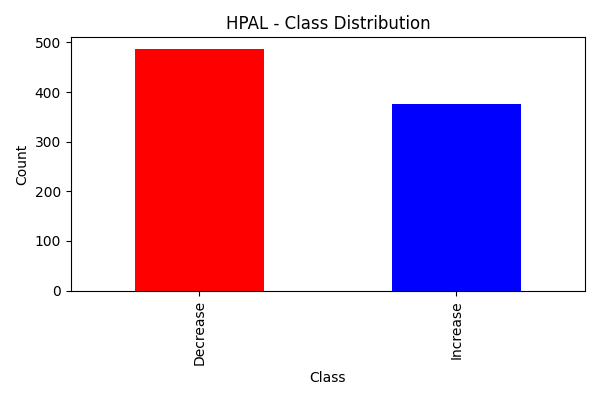 HPAL - Class Distribution
500
400
300
200
100
0
Count
Decrease
Increase
Class